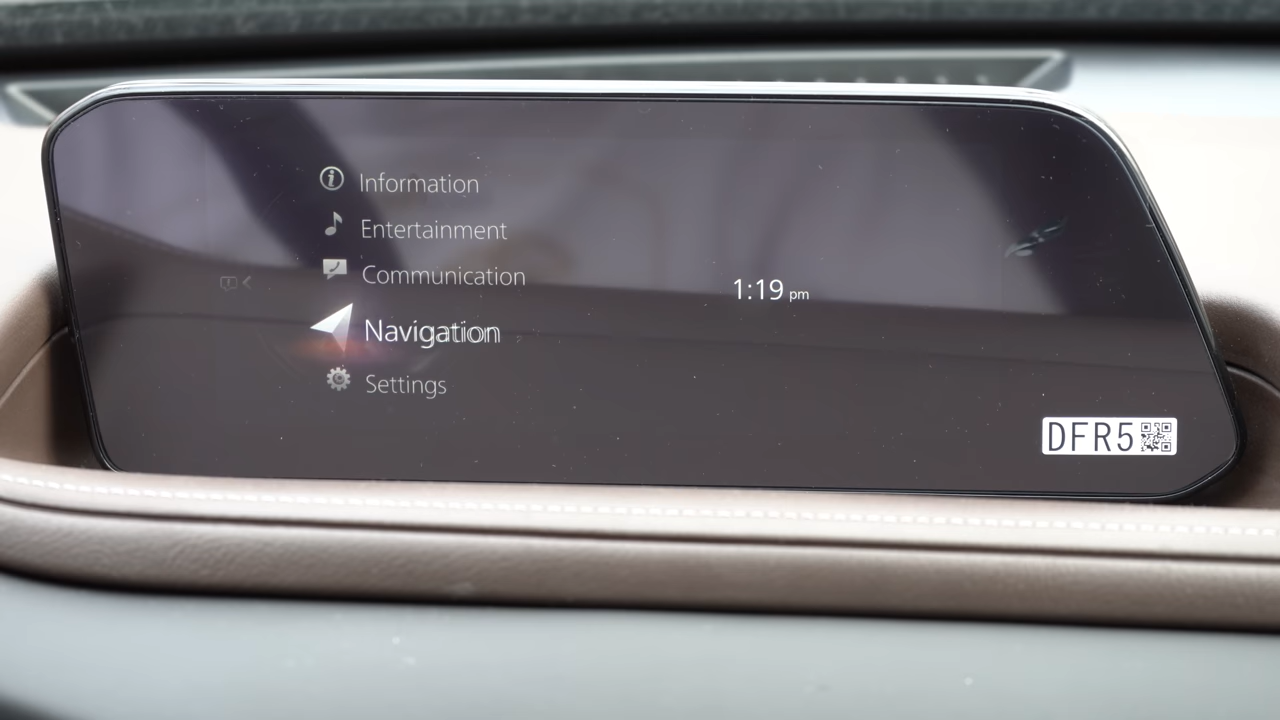 Information
Entertainment
Communication
1:19 pm
Navigation
Settings
DFR5